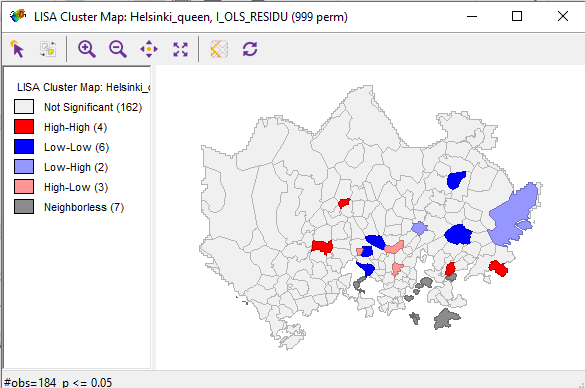 LISA Cluster Map: Helsinki_queen, I_OLS_RESIDU (999 perm)
LISA Cluster Map: Helsinki_
Not Significant (162)
High-High (4)
Low-Low (6)
Low-High (2)
High-Low (3)
Neighborless (7)
#obs=184 p <= 0.05